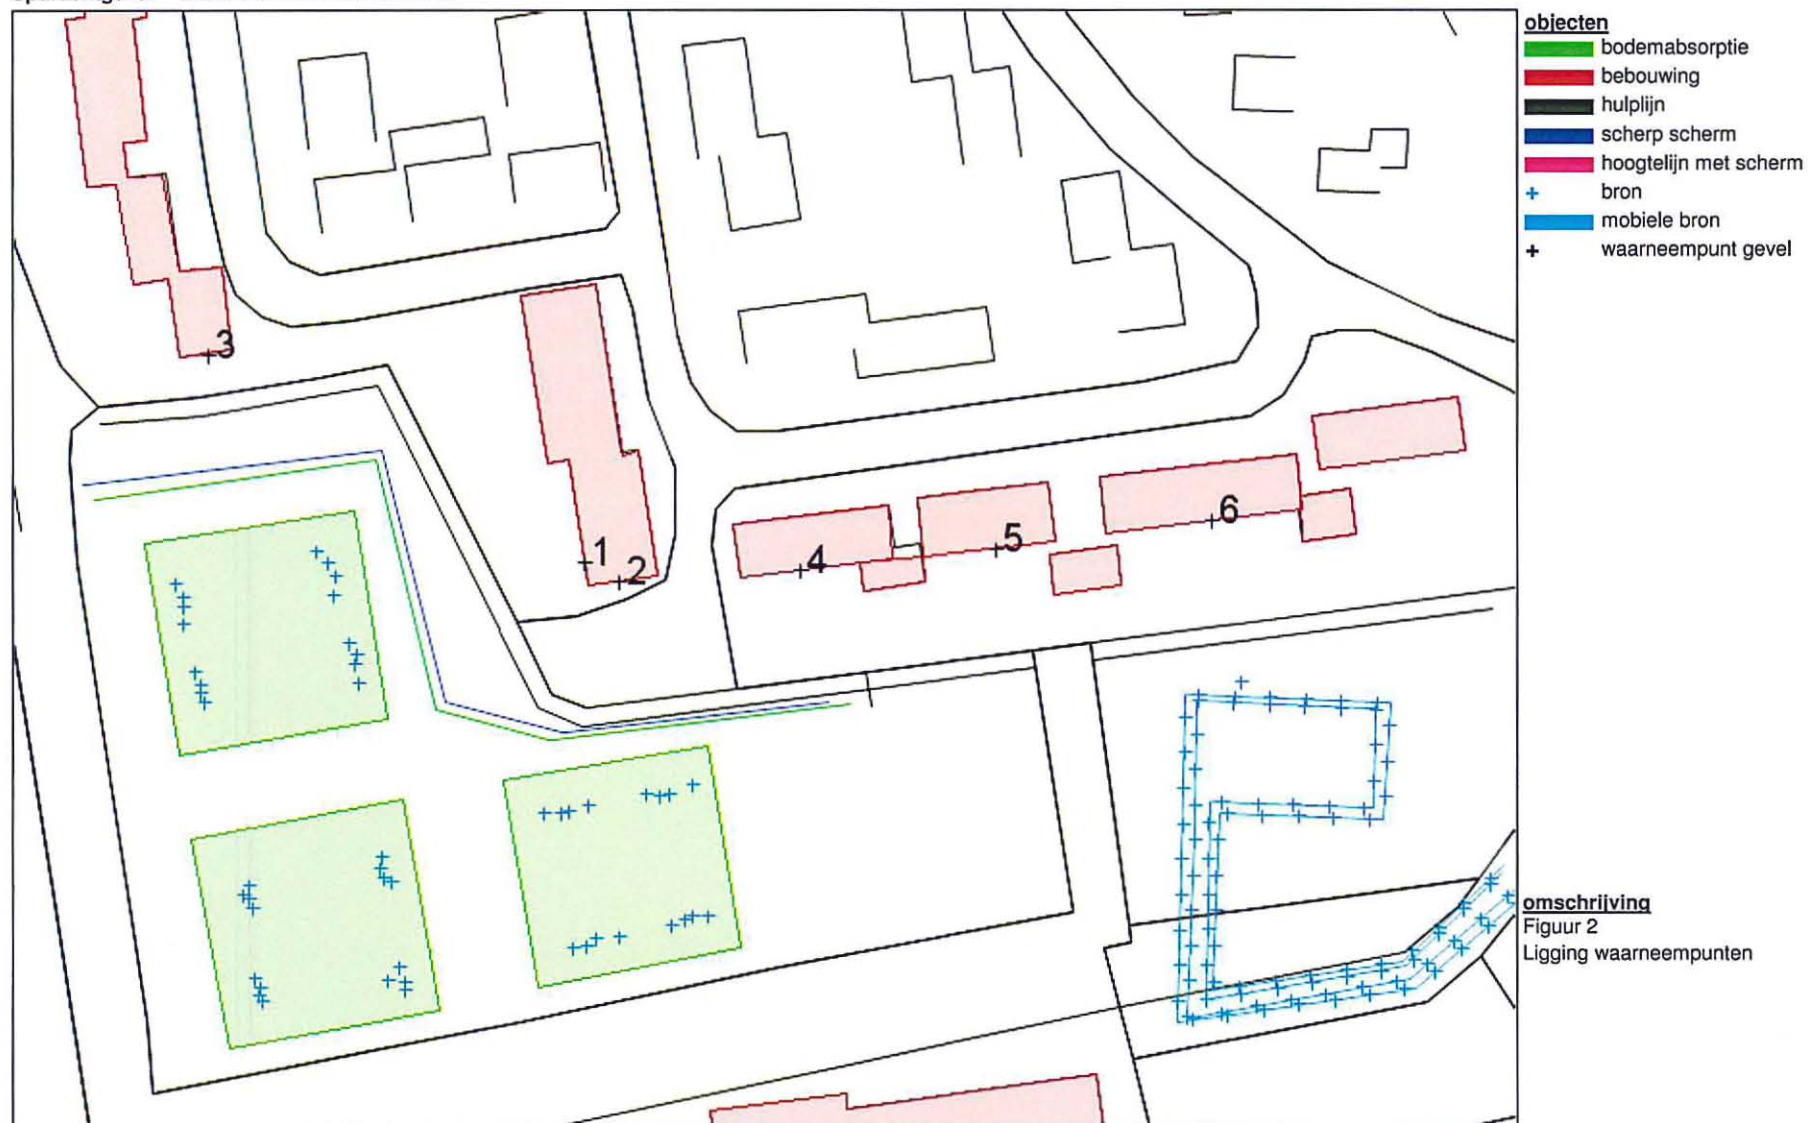 objecten
bodemabsorptie
bebouwing
hulplijn
scherp scherm
hoogtelijn met scherm
bron
mobiele bron
waarneempunt gevel
3
1
2
4
5
6
omschrijving
Figuur 2
Ligging waarneempunten